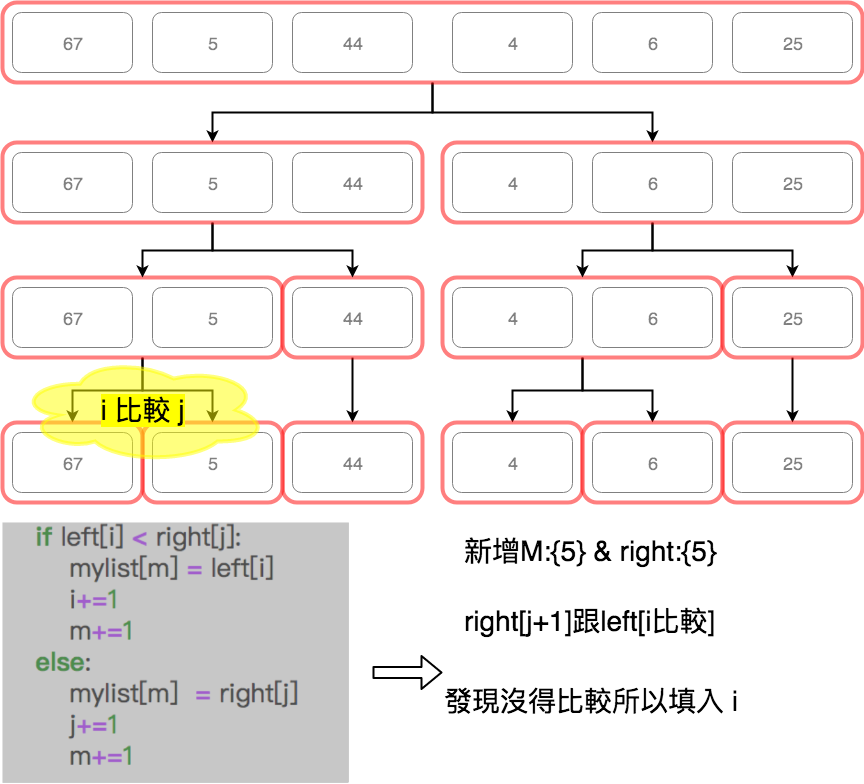 67 5 44 4 6 25
67 5 44 4 6 25
67 5 44 4 6 25
i 比較 j
67 5 44 4 6 25
if left[i] < right[j]:
mylist[m] = left[i]
i+=1
m+=1
else:
mylist[m] = right[j]
j+=1
m+=1
新增M:{5} & right:{5}
right[j+1]跟left[i比較]
發現沒得比較所以填入 i